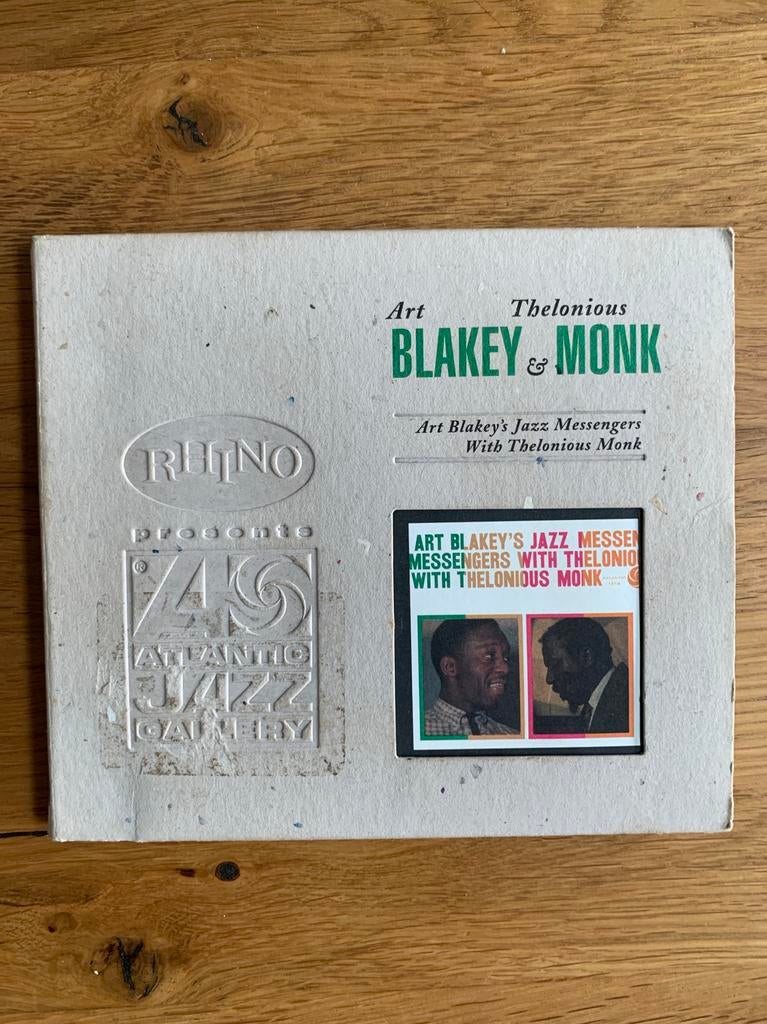 Art Thelonious
BLAKEY & MONK
Art Blakey's Jazz Messengers
With Thelonious Monk
RHINO
presents
®
ATLANTIC
JAZZ
GALLERY
ART BLAKEY'S JAZZ MESSEN
MESSENGERS WITH THELONIO
WITH THELONIOUS MONK